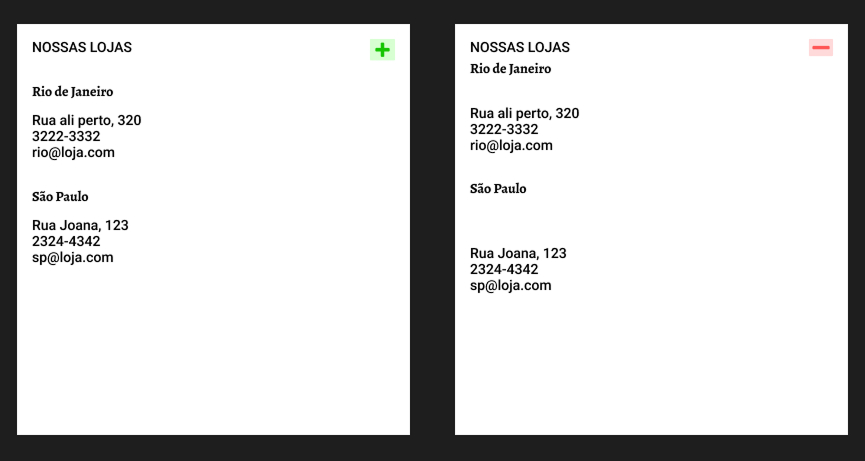 NOSSAS LOJAS
Rio de Janeiro
Rua ali perto, 320
3222-3332
rio@loja.com
São Paulo
Rua Joana, 123
2324-4342
sp@loja.com
NOSSAS LOJAS
Rio de Janeiro
Rua ali perto, 320
3222-3332
rio@loja.com
São Paulo
Rua Joana, 123
2324-4342
sp@loja.com